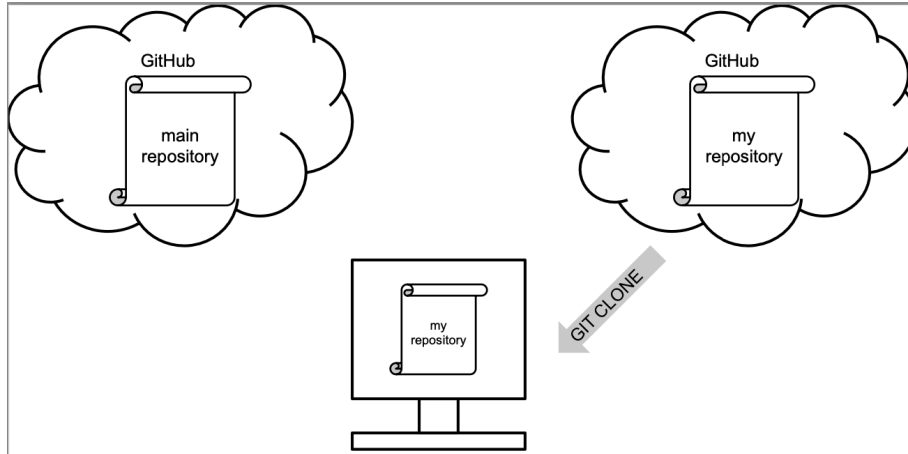 GitHub
main
repository
GitHub
my
repository
GIT CLONE
my
repository